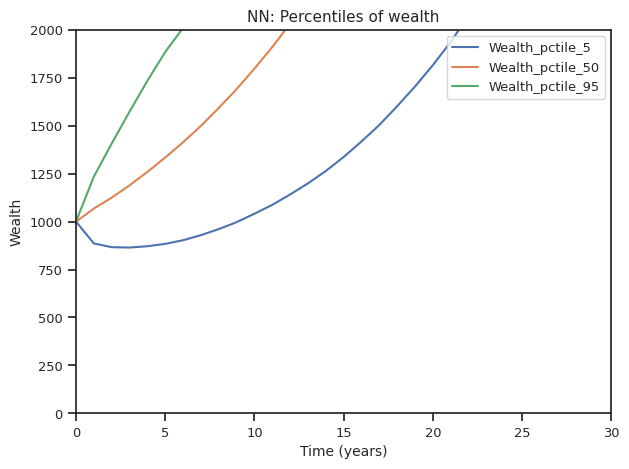 NN: Percentiles of wealth
Wealth_pctile_5
Wealth_pctile_50
Wealth_pctile_95
Wealth
2000
1750
1500
1250
1000
750
500
250
0
0 5 10 15 20 25 30
Time (years)